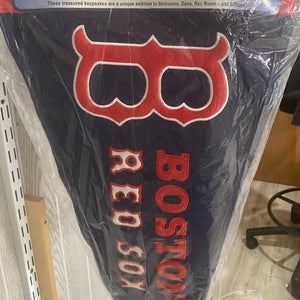 These treasured keepsakes are a unique addition to Bedrooms, Dens, Rec Rooms and Offices
B
BOSTON
RED SOX